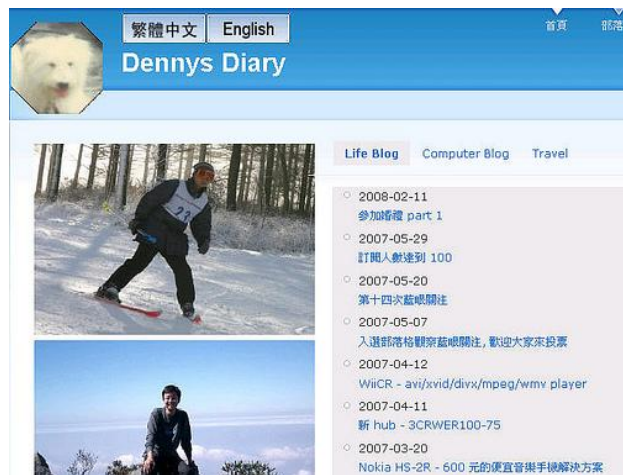 繁體中文 English
首頁 部落
Dennys Diary
Life Blog Computer Blog Travel
2008-02-11
參加婚禮 part 1
2007-05-29
訂閱人數達到 100
2007-05-20
第十四次藍眼關注
2007-05-07
入選部落格觀察藍眼關注, 歡迎大家來投票
2007-04-12
WiiCR - avi/xvid/divx/mpeg/wmv player
2007-04-11
新 hub - 3CRWER100-75
2007-03-20
Nokia HS-2R - 600 元的便宜音樂手機解決方案
23